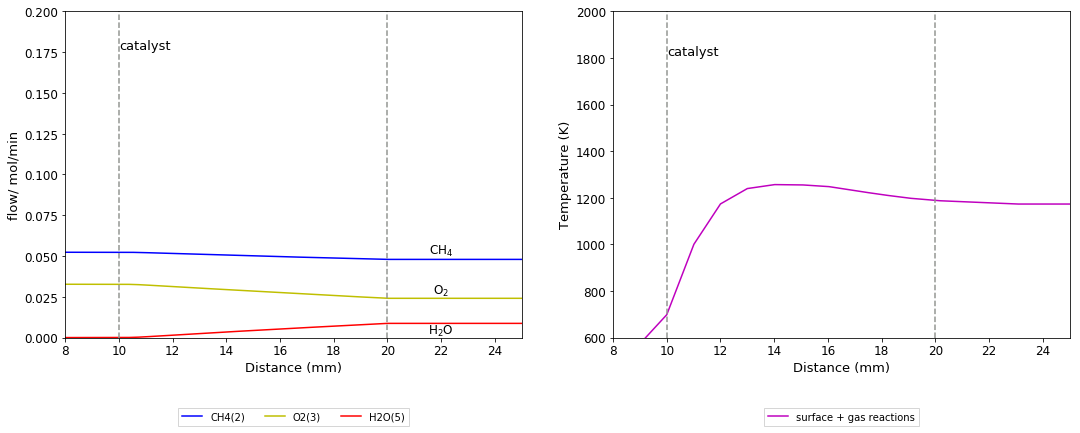 0.200
0.175
0.150
0.125
0.100
0.075
0.050
0.025
0.000
flow/ mol/min
catalyst
CH₄
O₂
H₂O
8 10 12 14 16 18 20 22 24
Distance (mm)
CH4(2) O2(3) H2O(5)
2000
1800
1600
1400
1200
1000
800
600
Temperature (K)
catalyst
8 10 12 14 16 18 20 22 24
Distance (mm)
surface + gas reactions